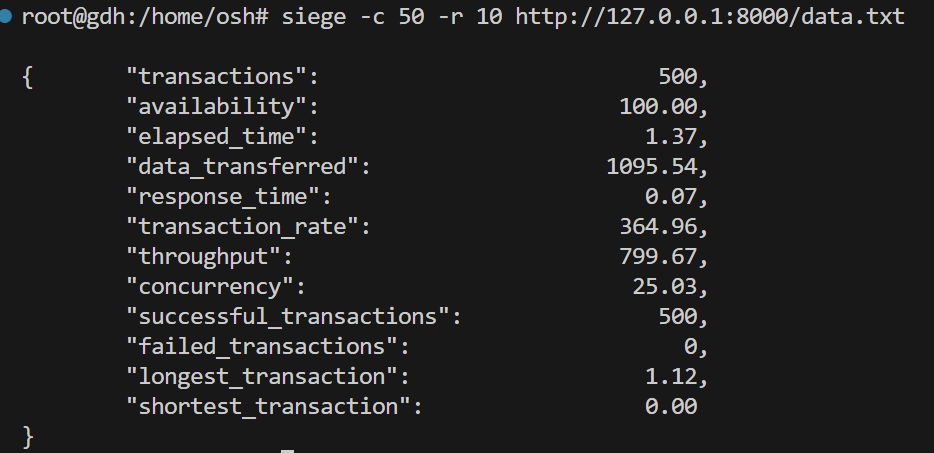 root@gdh:/home/osh# siege -c 50 -r 10 http://127.0.0.1:8000/data.txt
{ "transactions": 500,
"availability": 100.00,
"elapsed_time": 1.37,
"data_transferred": 1095.54,
"response_time": 0.07,
"transaction_rate": 364.96,
"throughput": 799.67,
"concurrency": 25.03,
"successful_transactions": 500,
"failed_transactions": 0,
"longest_transaction": 1.12,
"shortest_transaction": 0.00
}